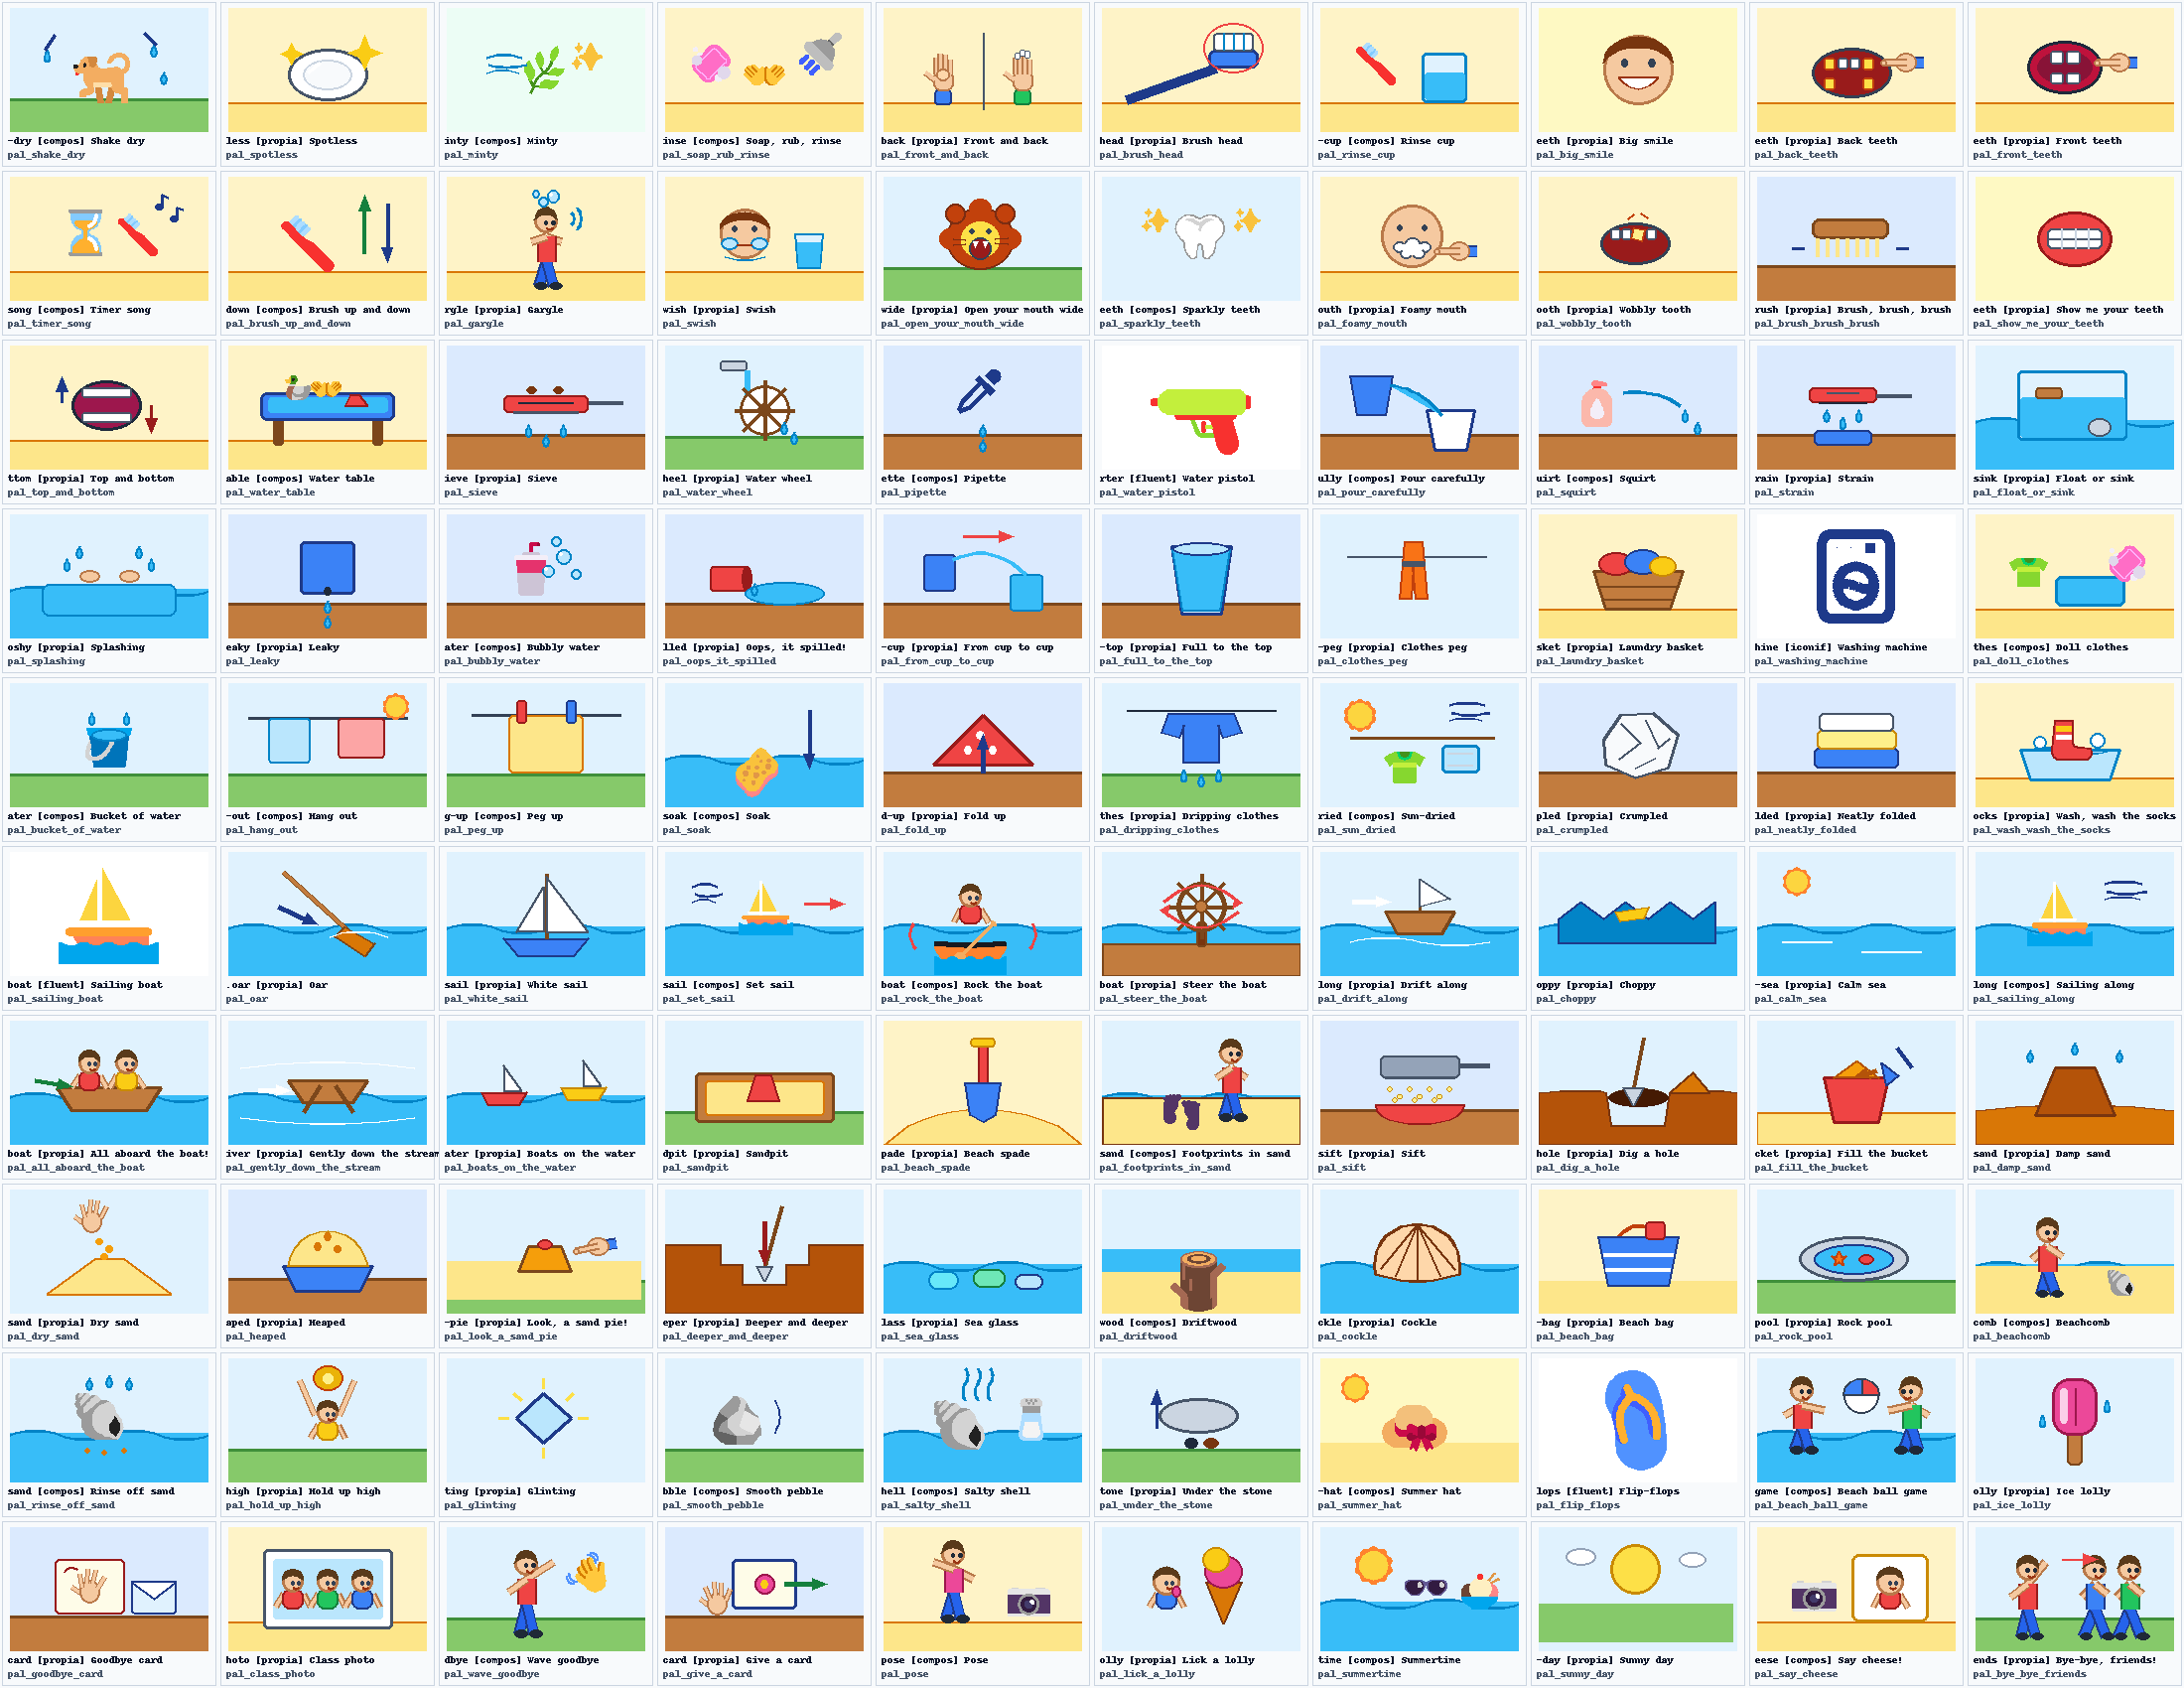 -dry [compos] Shake dry
pal_shake_dry
less [propia] Spotless
pal_spotless
inty [compos] Minty
pal_minty
inse [compos] Soap, rub, rinse
pal_soap_rub_rinse
back [propia] Front and back
pal_front_and_back
head [propia] Brush head
pal_brush_head
-cup [compos] Rinse cup
pal_rinse_cup
eeth [propia] Big smile
pal_big_smile
eeth [propia] Back teeth
pal_back_teeth
eeth [propia] Front teeth
pal_front_teeth
song [compos] Timer song
pal_timer_song
down [compos] Brush up and down
pal_brush_up_and_down
rgle [propia] Gargle
pal_gargle
wish [propia] Swish
pal_swish
wide [propia] Open your mouth wide
pal_open_your_mouth_wide
eeth [compos] Sparkly teeth
pal_sparkly_teeth
outh [propia] Foamy mouth
pal_foamy_mouth
ooth [propia] Wobbly tooth
pal_wobbly_tooth
rush [propia] Brush, brush, brush
pal_brush_brush_brush
eeth [propia] Show me your teeth
pal_show_me_your_teeth
ttom [propia] Top and bottom
pal_top_and_bottom
able [compos] Water table
pal_water_table
ieve [propia] Sieve
pal_sieve
heel [propia] Water wheel
pal_water_wheel
ette [compos] Pipette
pal_pipette
rter [fluent] Water pistol
pal_water_pistol
ully [compos] Pour carefully
pal_pour_carefully
uirt [compos] Squirt
pal_squirt
rain [propia] Strain
pal_strain
sink [propia] Float or sink
pal_float_or_sink
oshy [propia] Splashing
pal_splashing
eaky [propia] Leaky
pal_leaky
ater [compos] Bubbly water
pal_bubbly_water
lled [propia] Oops, it spilled!
pal_oops_it_spilled
-cup [propia] From cup to cup
pal_from_cup_to_cup
-top [propia] Full to the top
pal_full_to_the_top
-peg [propia] Clothes peg
pal_clothes_peg
sket [propia] Laundry basket
pal_laundry_basket
hine [iconif] Washing machine
pal_washing_machine
thes [compos] Doll clothes
pal_doll_clothes
ater [compos] Bucket of water
pal_bucket_of_water
-out [compos] Hang out
pal_hang_out
g-up [compos] Peg up
pal_peg_up
soak [compos] Soak
pal_soak
d-up [propia] Fold up
pal_fold_up
thes [propia] Dripping clothes
pal_dripping_clothes
ried [compos] Sun-dried
pal_sun_dried
pled [propia] Crumpled
pal_crumpled
lded [propia] Neatly folded
pal_neatly_folded
ocks [propia] Wash, wash the socks
pal_wash_wash_the_socks
boat [fluent] Sailing boat
pal_sailing_boat
.oar [propia] Oar
pal_oar
sail [propia] White sail
pal_white_sail
sail [compos] Set sail
pal_set_sail
boat [compos] Rock the boat
pal_rock_the_boat
boat [propia] Steer the boat
pal_steer_the_boat
long [propia] Drift along
pal_drift_along
oppy [propia] Choppy
pal_choppy
-sea [propia] Calm sea
pal_calm_sea
long [compos] Sailing along
pal_sailing_along
boat [propia] All aboard the boat!
pal_all_aboard_the_boat
iver [propia] Gently down the stream
pal_gently_down_the_stream
ater [propia] Boats on the water
pal_boats_on_the_water
dpit [propia] Sandpit
pal_sandpit
pade [propia] Beach spade
pal_beach_spade
sand [compos] Footprints in sand
pal_footprints_in_sand
sift [propia] Sift
pal_sift
hole [propia] Dig a hole
pal_dig_a_hole
cket [propia] Fill the bucket
pal_fill_the_bucket
sand [propia] Damp sand
pal_damp_sand
sand [propia] Dry sand
pal_dry_sand
aped [propia] Heaped
pal_heaped
-pie [propia] Look, a sand pie!
pal_look_a_sand_pie
eper [propia] Deeper and deeper
pal_deeper_and_deeper
lass [propia] Sea glass
pal_sea_glass
wood [compos] Driftwood
pal_driftwood
ckle [propia] Cockle
pal_cockle
-bag [propia] Beach bag
pal_beach_bag
pool [propia] Rock pool
pal_rock_pool
comb [compos] Beachcomb
pal_beachcomb
sand [compos] Rinse off sand
pal_rinse_off_sand
high [propia] Hold up high
pal_hold_up_high
ting [propia] Glinting
pal_glinting
bble [compos] Smooth pebble
pal_smooth_pebble
hell [compos] Salty shell
pal_salty_shell
tone [propia] Under the stone
pal_under_the_stone
-hat [compos] Summer hat
pal_summer_hat
lops [fluent] Flip-flops
pal_flip_flops
game [compos] Beach ball game
pal_beach_ball_game
olly [propia] Ice lolly
pal_ice_lolly
card [propia] Goodbye card
pal_goodbye_card
hoto [propia] Class photo
pal_class_photo
dbye [compos] Wave goodbye
pal_wave_goodbye
card [propia] Give a card
pal_give_a_card
pose [compos] Pose
pal_pose
olly [propia] Lick a lolly
pal_lick_a_lolly
time [compos] Summertime
pal_summertime
-day [propia] Sunny day
pal_sunny_day
eese [compos] Say cheese!
pal_say_cheese
ends [propia] Bye-bye, friends!
pal_bye_bye_friends